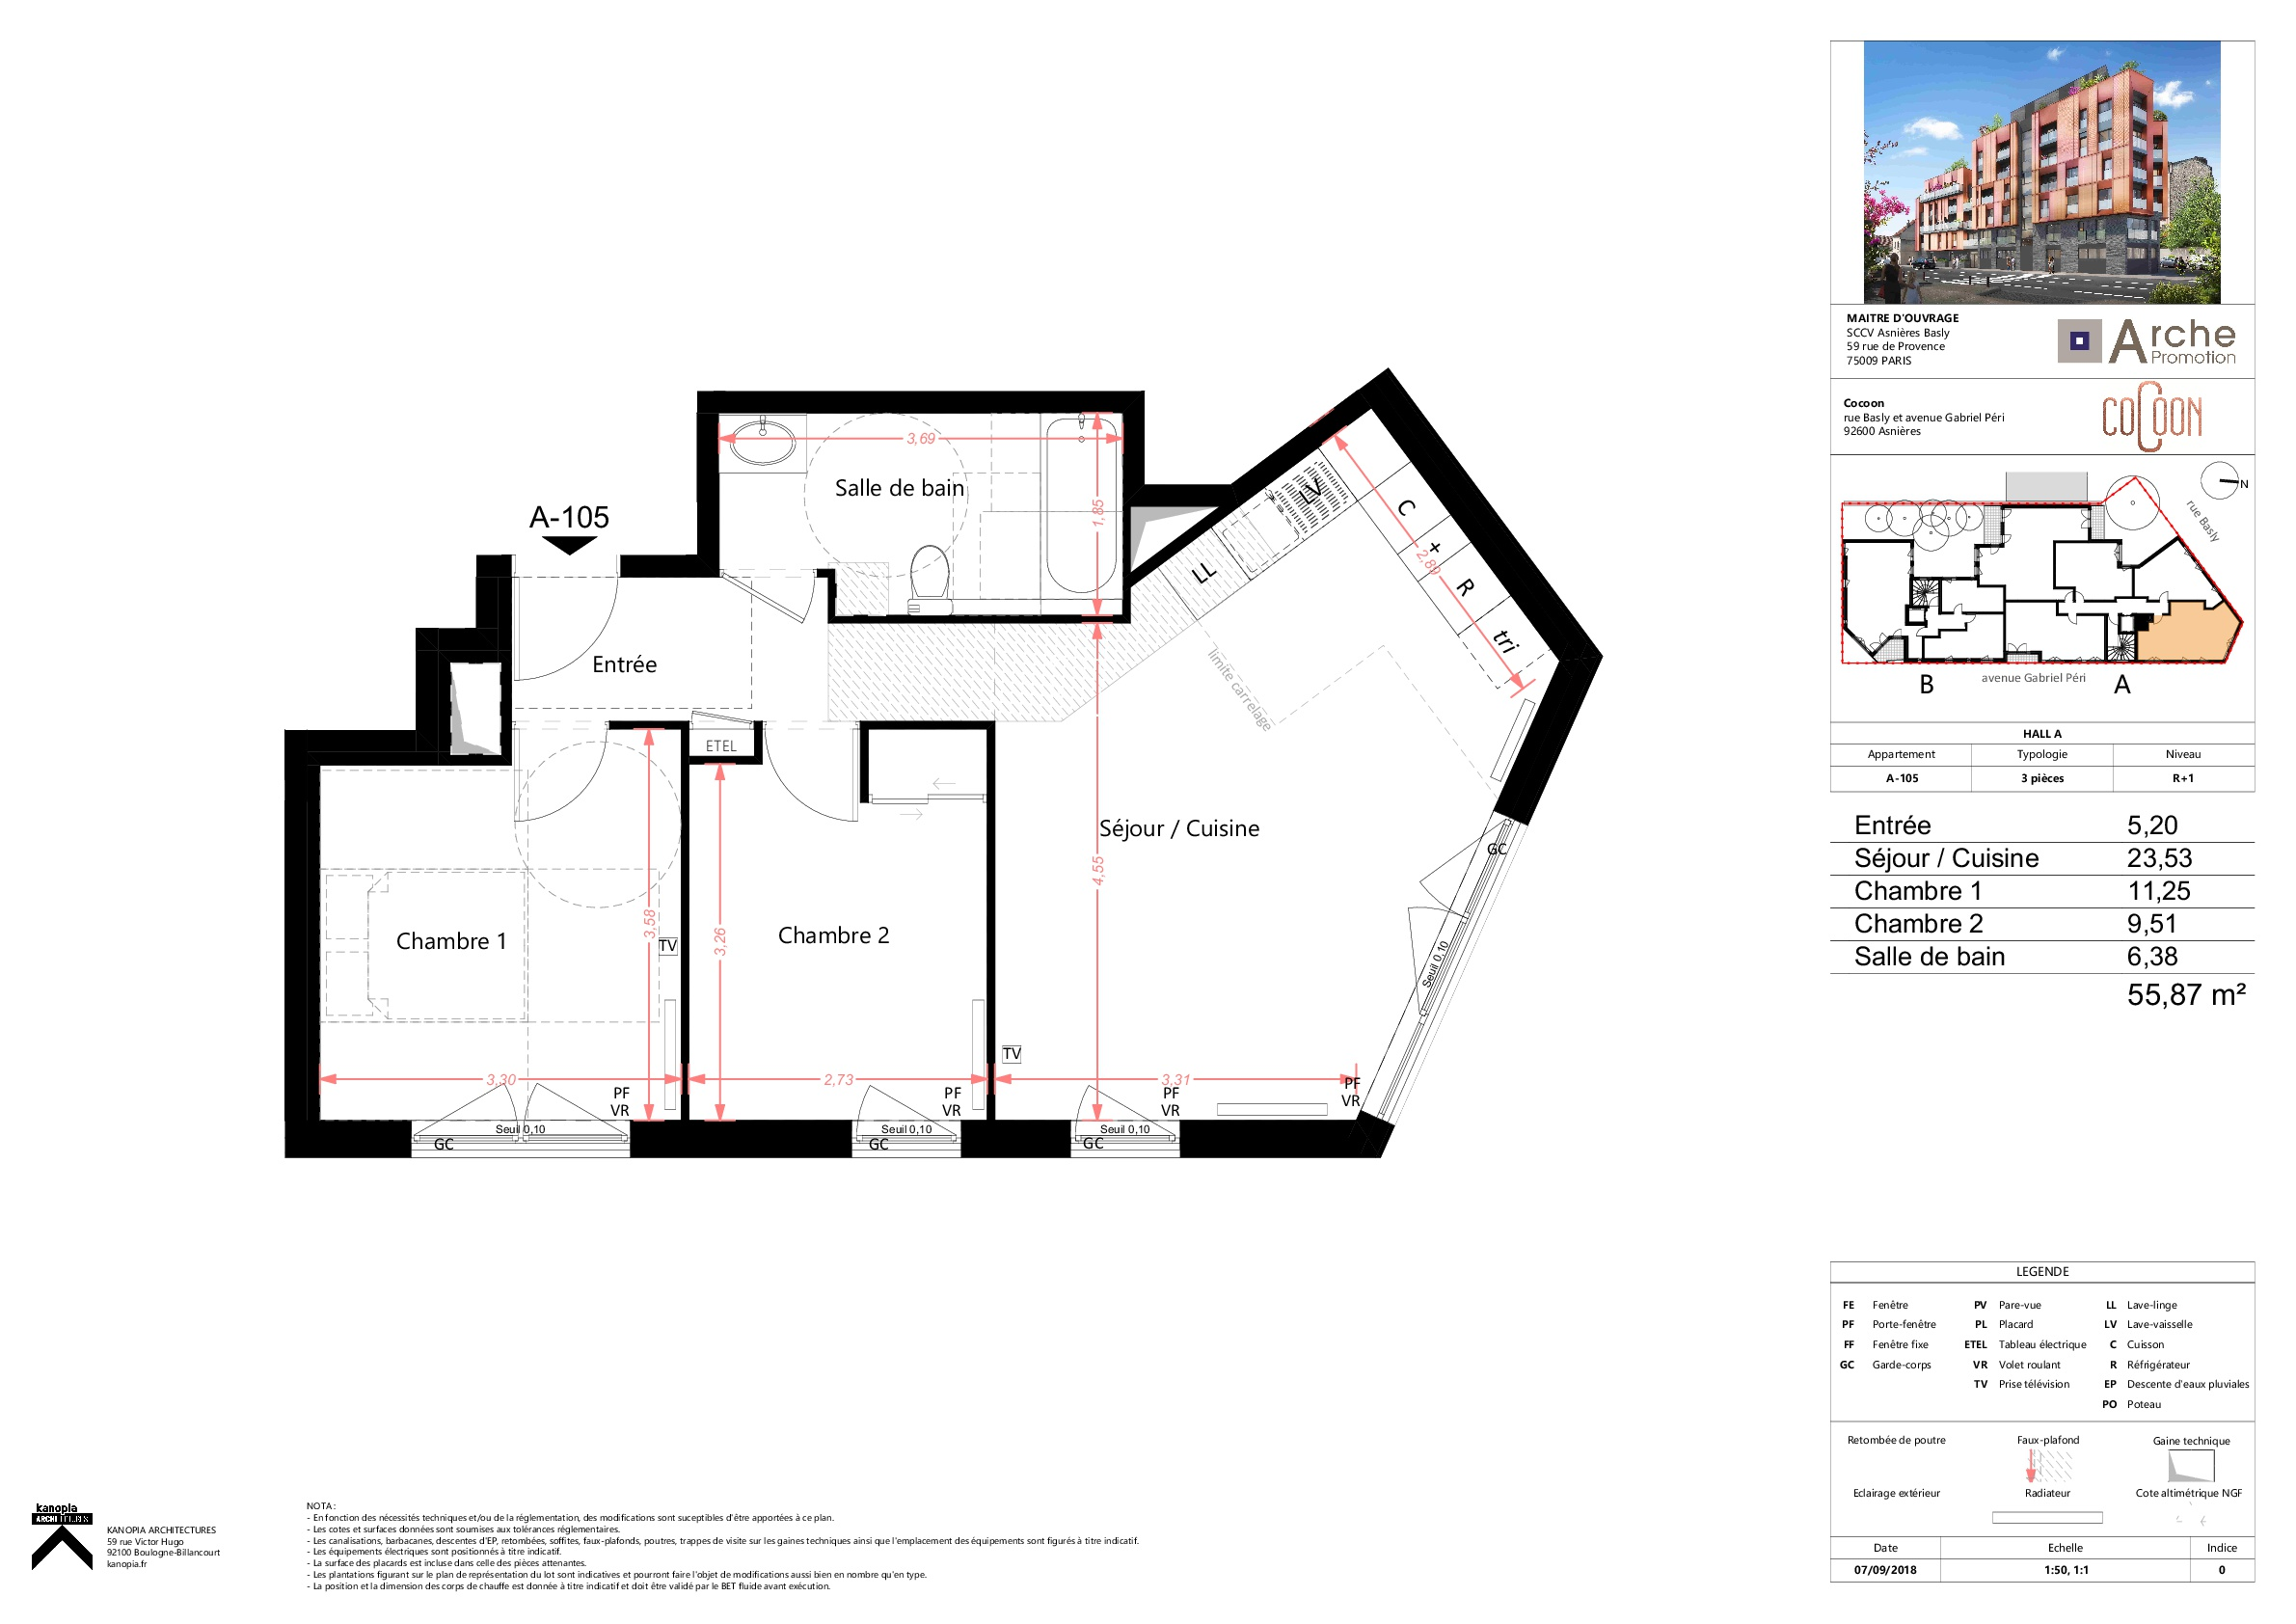 A-105
3,69
Salle de bain
1,85
Entrée
ETEL
LL
LV
C
+
R
tri
2,89
limite carrelage
Séjour / Cuisine
4,55
Chambre 1
3,58
TV
3,26
Chambre 2
GC
Seuil 0,10
TV
3,30
2,73
3,31
PF
VR
PF
VR
PF
VR
PF
VR
Seuil 0,10
GC
Seuil 0,10
GC
Seuil 0,10
GC
MAITRE D'OUVRAGE
SCCV Asnières Basly
59 rue de Provence
75009 PARIS
Arche
Promotion
Cocoon
rue Basly et avenue Gabriel Péri
92600 Asnières
COCOON
N
rue Basly
avenue Gabriel Péri
B A
HALL A
Appartement Typologie Niveau
A-105 3 pièces R+1
Entrée 5,20
Séjour / Cuisine 23,53
Chambre 1 11,25
Chambre 2 9,51
Salle de bain 6,38
55,87 m²
LEGENDE
FE Fenêtre PV Pare-vue LL Lave-linge
PF Porte-fenêtre PL Placard LV Lave-vaisselle
FF Fenêtre fixe ETEL Tableau électrique C Cuisson
GC Garde-corps VR Volet roulant R Réfrigérateur
TV Prise télévision EP Descente d'eaux pluviales
PO Poteau
Retombée de poutre Faux-plafond Gaine technique
Eclairage extérieur Radiateur Cote altimétrique NGF
Date Echelle Indice
07/09/2018 1:50, 1:1 0
kanopia
ARCHITECTURES
KANOPIA ARCHITECTURES
59 rue Victor Hugo
92100 Boulogne-Billancourt
kanopia.fr
NOTA :
- En fonction des nécessités techniques et/ou de la réglementation, des modifications sont suceptibles d'être apportées à ce plan.
- Les cotes et surfaces données sont soumises aux tolérances réglementaires.
- Les canalisations, barbacanes, descentes d'EP, retombées, soffites, faux-plafonds, poutres, trappes de visite sur les gaines techniques ainsi que l'emplacement des équipements sont figurés à titre indicatif.
- Les équipements électriques sont positionnés à titre indicatif.
- La surface des placards est incluse dans celle des pièces attenantes.
- Les plantations figurant sur le plan de représentation du lot sont indicatives et pourront faire l'objet de modifications aussi bien en nombre qu'en type.
- La position et la dimension des corps de chauffe est donnée à titre indicatif et doit être validé par le BET fluide avant exécution.